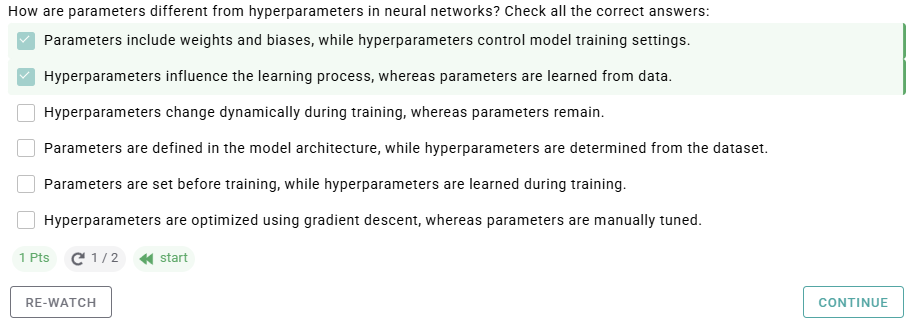 How are parameters different from hyperparameters in neural networks? Check all the correct answers:
Parameters include weights and biases, while hyperparameters control model training settings.
Hyperparameters influence the learning process, whereas parameters are learned from data.
Hyperparameters change dynamically during training, whereas parameters remain.
Parameters are defined in the model architecture, while hyperparameters are determined from the dataset.
Parameters are set before training, while hyperparameters are learned during training.
Hyperparameters are optimized using gradient descent, whereas parameters are manually tuned.
1 Pts 1 / 2 start
RE-WATCH CONTINUE